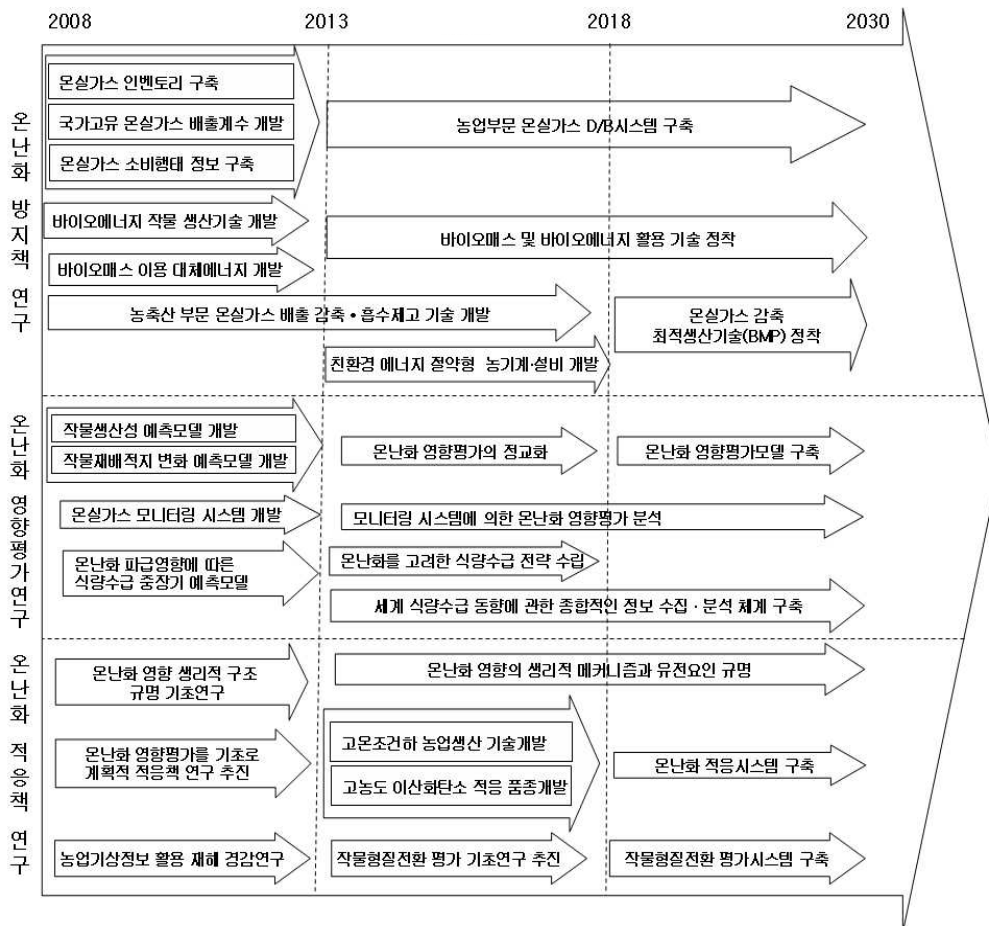 2008
2013
2018
2030
온난화 방지책 연구
온실가스 인벤토리 구축
국가고유 온실가스 배출계수 개발
온실가스 소비행태 정보 구축
농업부문 온실가스 D/B시스템 구축
바이오에너지 작물 생산기술 개발
바이오매스 이용 대체에너지 개발
바이오매스 및 바이오에너지 활용 기술 정착
농축산 부문 온실가스 배출 감축·흡수제고 기술 개발
온실가스 감축
최적생산기술(BMP) 정착
친환경 에너지 절약형 농기계·설비 개발
온난화 영향평가연구
작물생산성 예측모델 개발
작물재배적지 변화 예측모델 개발
온난화 영향평가의 정교화
온난화 영향평가모델 구축
온실가스 모니터링 시스템 개발
모니터링 시스템에 의한 온난화 영향평가 분석
온난화 파급영향에 따른
식량수급 중장기 예측모델
온난화를 고려한 식량수급 전략 수립
세계 식량수급 동향에 관한 종합적인 정보 수집·분석 체계 구축
온난화 적응책 연구
온난화 영향 생리적 구조
규명 기초연구
온난화 영향의 생리적 메커니즘과 유전요인 규명
온난화 영향평가를 기초로
계획적 적응책 연구 추진
고온조건하 농업생산 기술개발
고농도 이산화탄소 적응 품종개발
온난화 적응시스템 구축
농업기상정보 활용 재해 경감연구
작물형질전환 평가 기초연구 추진
작물형질전환 평가시스템 구축